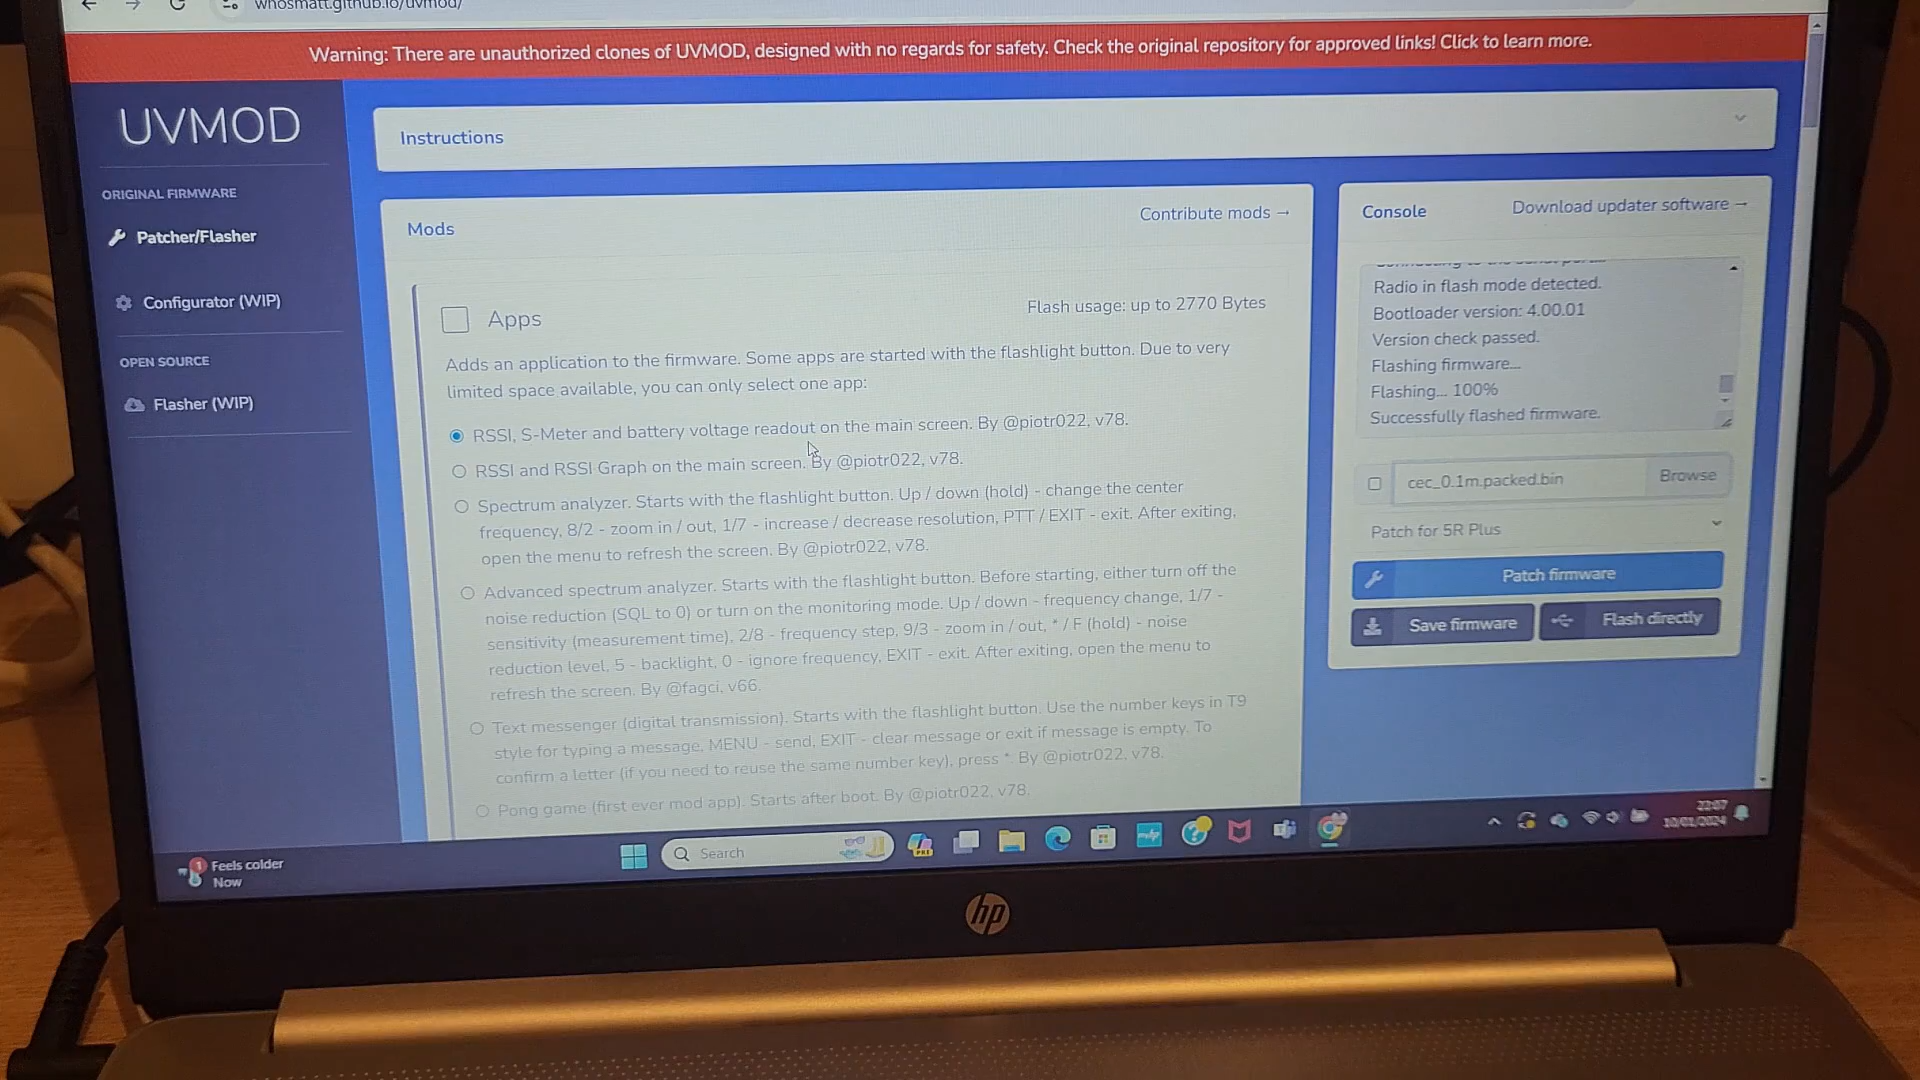 whosmatt.github.io/uvmod/
Warning: There are unauthorized clones of UVMOD, designed with no regards for safety. Check the original repository for approved links! Click to learn more.
UVMOD
ORIGINAL FIRMWARE
Patcher/Flasher
Configurator (WIP)
OPEN SOURCE
Flasher (WIP)
Instructions
Mods
Contribute mods →
Apps
Flash usage: up to 2770 Bytes
Adds an application to the firmware. Some apps are started with the flashlight button. Due to very
limited space available, you can only select one app:
RSSI, S-Meter and battery voltage readout on the main screen. By @piotr022, v78.
RSSI and RSSI Graph on the main screen. By @piotr022, v78.
Spectrum analyzer. Starts with the flashlight button. Up / down (hold) - change the center
frequency, 8/2 - zoom in / out, 1/7 - increase / decrease resolution, PTT / EXIT - exit. After exiting,
open the menu to refresh the screen. By @piotr022, v78.
Advanced spectrum analyzer. Starts with the flashlight button. Before starting, either turn off the
noise reduction (SQL to 0) or turn on the monitoring mode. Up / down - frequency change, 1/7 -
sensitivity (measurement time), 2/8 - frequency step, 9/3 - zoom in / out, * / F (hold) - noise
reduction level, 5 - backlight, 0 - ignore frequency, EXIT - exit. After exiting, open the menu to
refresh the screen. By @fagci, v66.
Text messenger (digital transmission). Starts with the flashlight button. Use the number keys in T9
style for typing a message, MENU - send, EXIT - clear message or exit if message is empty. To
confirm a letter (if you need to reuse the same number key), press *. By @piotr022, v78.
Pong game (first ever mod app). Starts after boot. By @piotr022, v78.
Console
Download updater software →
Radio in flash mode detected.
Bootloader version: 4.00.01
Version check passed.
Flashing firmware...
Flashing... 100%
Successfully flashed firmware.
cec_0.1m.packed.bin
Browse
Patch for 5R Plus
Patch firmware
Save firmware
Flash directly
1
Feels colder
Now
Search
PRE
myhp
22:07
10/01/2024
hp